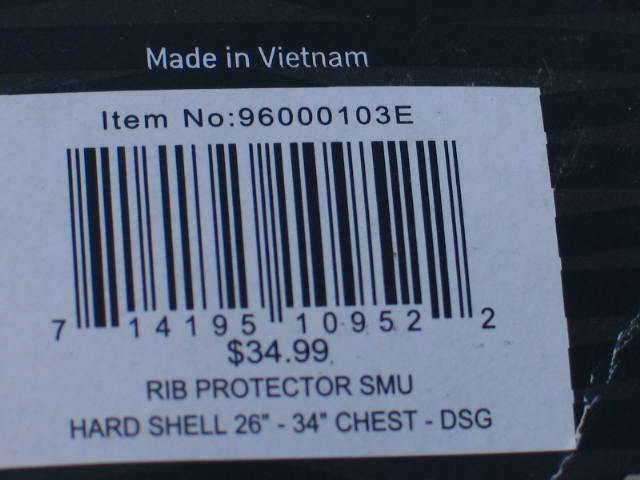 Made in Vietnam
Item No:96000103E
7 14195 10952 2
$34.99
RIB PROTECTOR SMU
HARD SHELL 26" - 34" CHEST - DSG